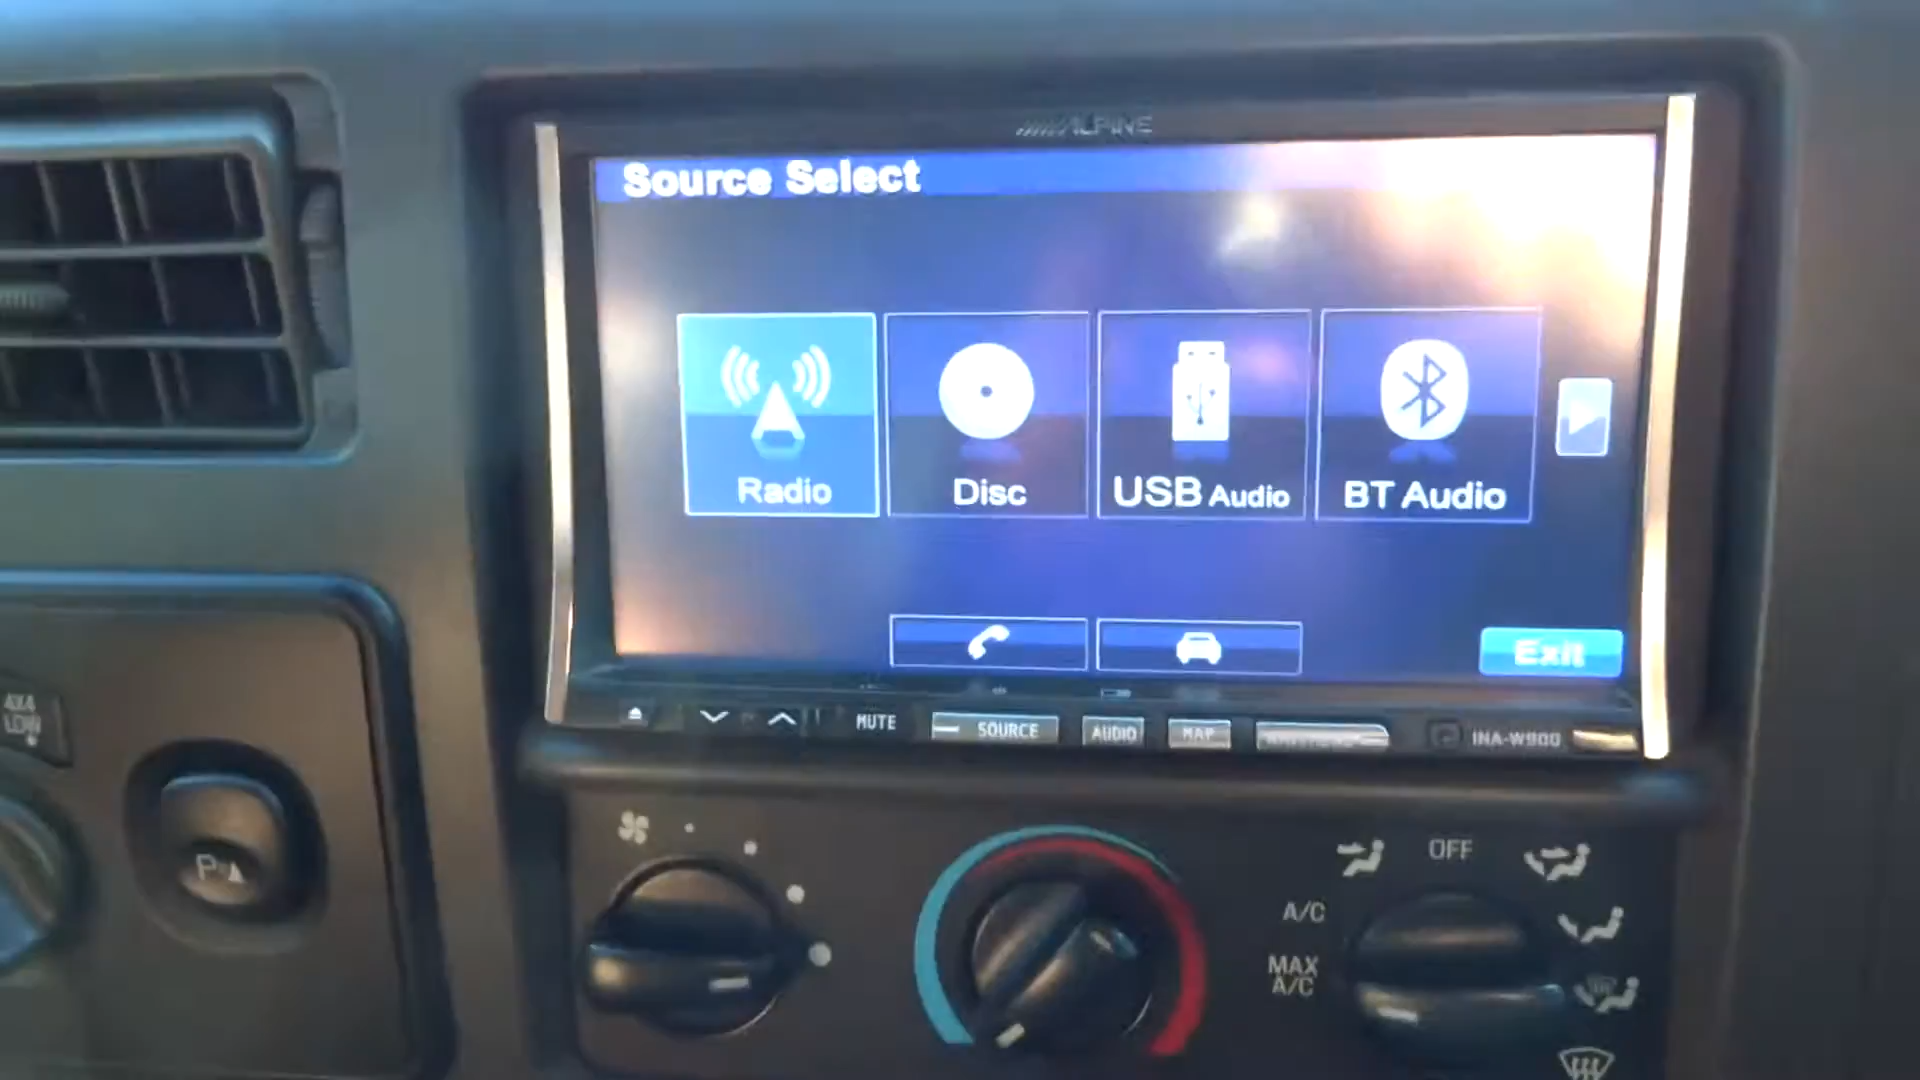 ALPINE
Source Select
Radio
Disc
USB Audio
BT Audio
Exit
4X4
LOW
MUTE
SOURCE
AUDIO
MAP
INA-W900
P
OFF
A/C
MAX
A/C